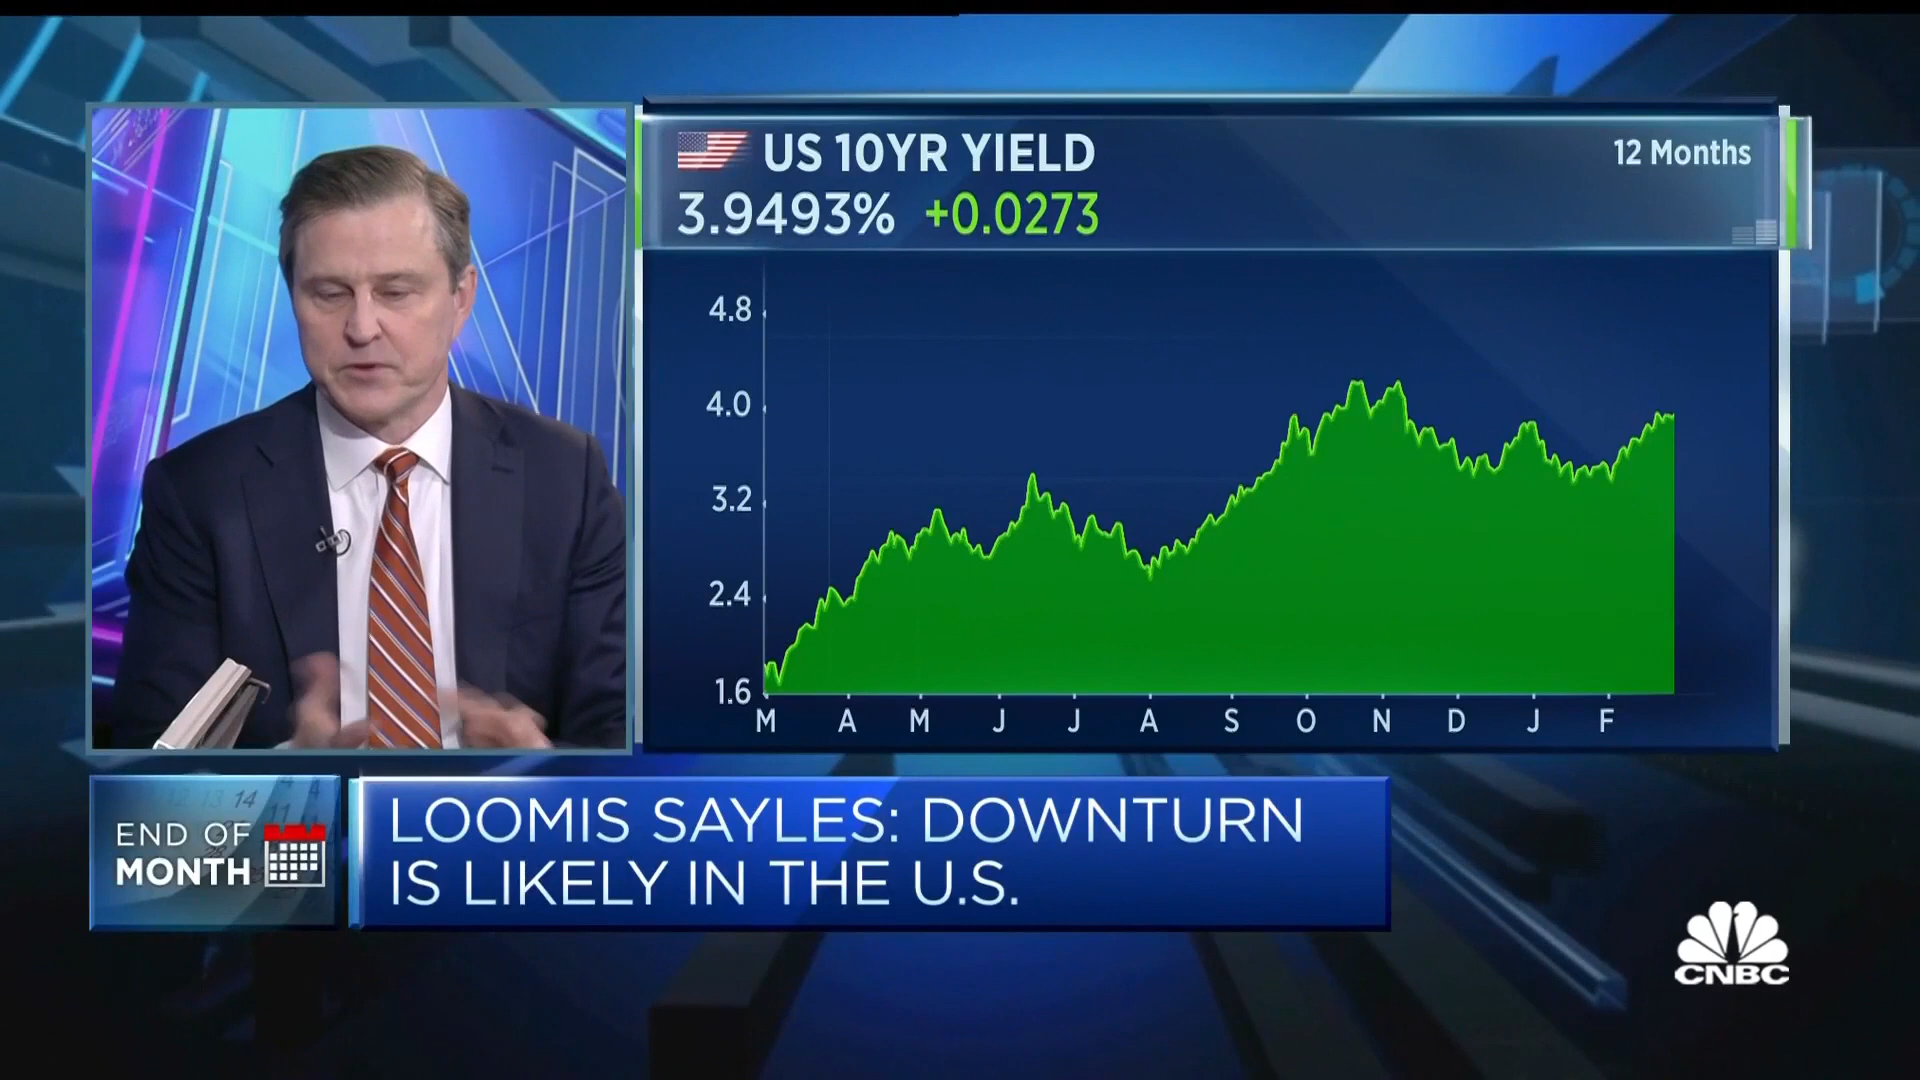 US 10YR YIELD
12 Months
3.9493% +0.0273
4.8
4.0
3.2
2.4
1.6
M A M J J A S O N D J F
END OF
MONTH
14
LOOMIS SAYLES: DOWNTURN
IS LIKELY IN THE U.S.
CNBC